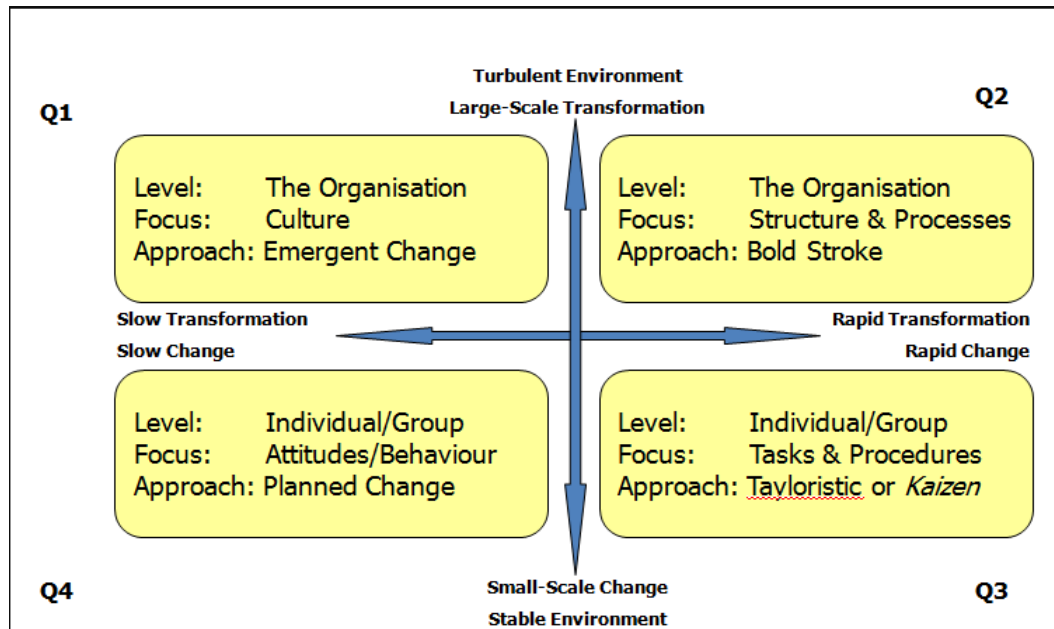 Turbulent Environment
Large-Scale Transformation
Q1
Q2
Level: The Organisation
Focus: Culture
Approach: Emergent Change
Level: The Organisation
Focus: Structure & Processes
Approach: Bold Stroke
Slow Transformation
Slow Change
Rapid Transformation
Rapid Change
Level: Individual/Group
Focus: Attitudes/Behaviour
Approach: Planned Change
Level: Individual/Group
Focus: Tasks & Procedures
Approach: Tayloristic or Kaizen
Q4
Small-Scale Change
Stable Environment
Q3